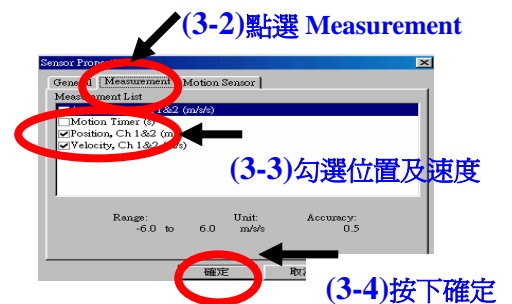 (3-2)點選 Measurement
Sensor Prope
General Measurement Motion Sensor
Measurement List
Ch 1&2 (m/s/s)
Motion Timer (s)
Position, Ch 1&2 (m
Velocity, Ch 1&2 /s)
(3-3)勾選位置及速度
Range: Unit: Accuracy:
-6.0 to 6.0 m/s/s 0.5
確定 取
(3-4)按下確定